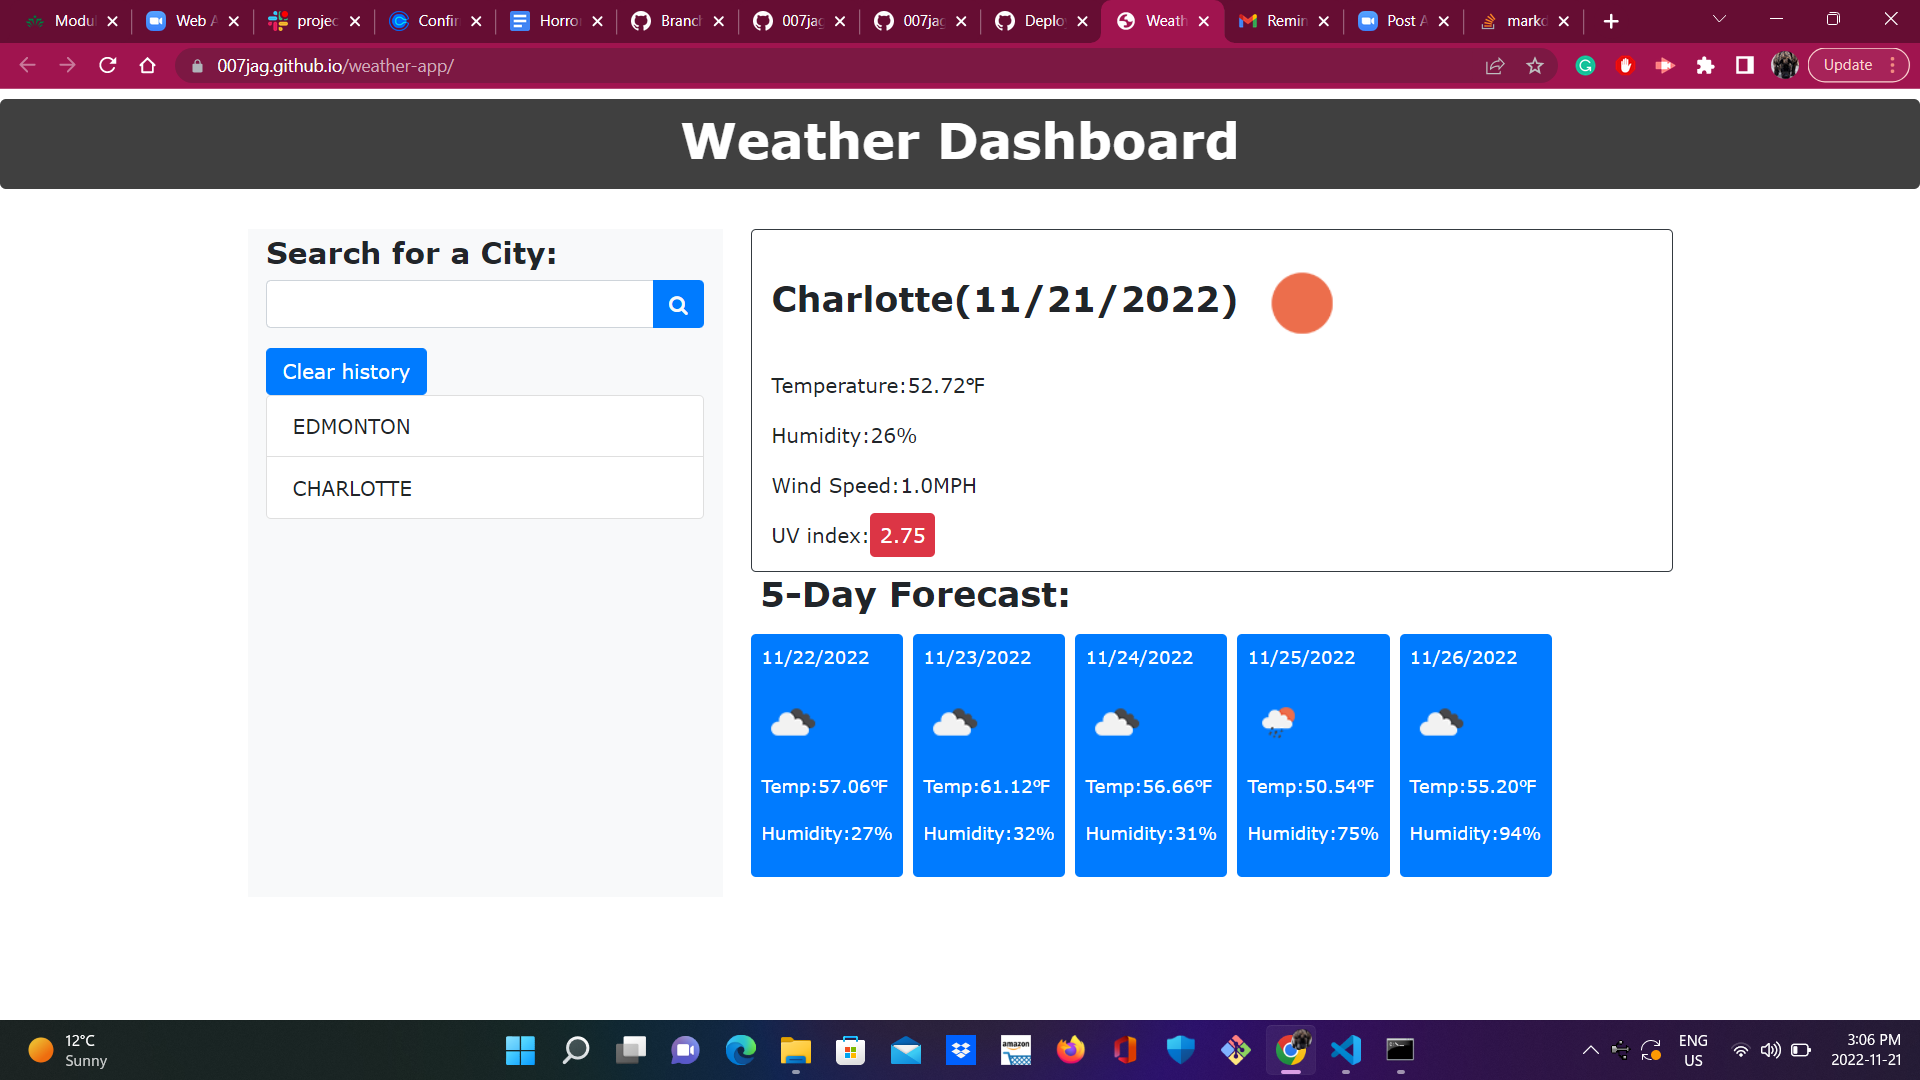 Modul
Web A
projec
Confir
Horro
Branch
007jag
007jag
Deplo
Weath
Remin
Post A
markd
007jag.github.io/weather-app/
Update
Weather Dashboard
Search for a City:
Clear history
EDMONTON
CHARLOTTE
Charlotte(11/21/2022)
Temperature:52.72°F
Humidity:26%
Wind Speed:1.0MPH
UV index:2.75
5-Day Forecast:
11/22/2022
Temp:57.06°F
Humidity:27%
11/23/2022
Temp:61.12°F
Humidity:32%
11/24/2022
Temp:56.66°F
Humidity:31%
11/25/2022
Temp:50.54°F
Humidity:75%
11/26/2022
Temp:55.20°F
Humidity:94%
12°C
Sunny
amazon
ENG
US
3:06 PM
2022-11-21